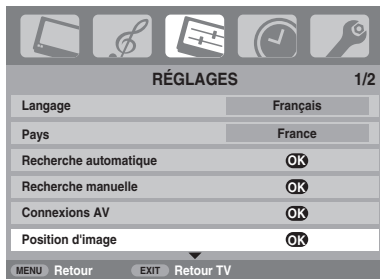 RÉGLAGES 1/2
Langage Français
Pays France
Recherche automatique OK
Recherche manuelle OK
Connexions AV OK
Position d'image OK
MENU Retour EXIT Retour TV